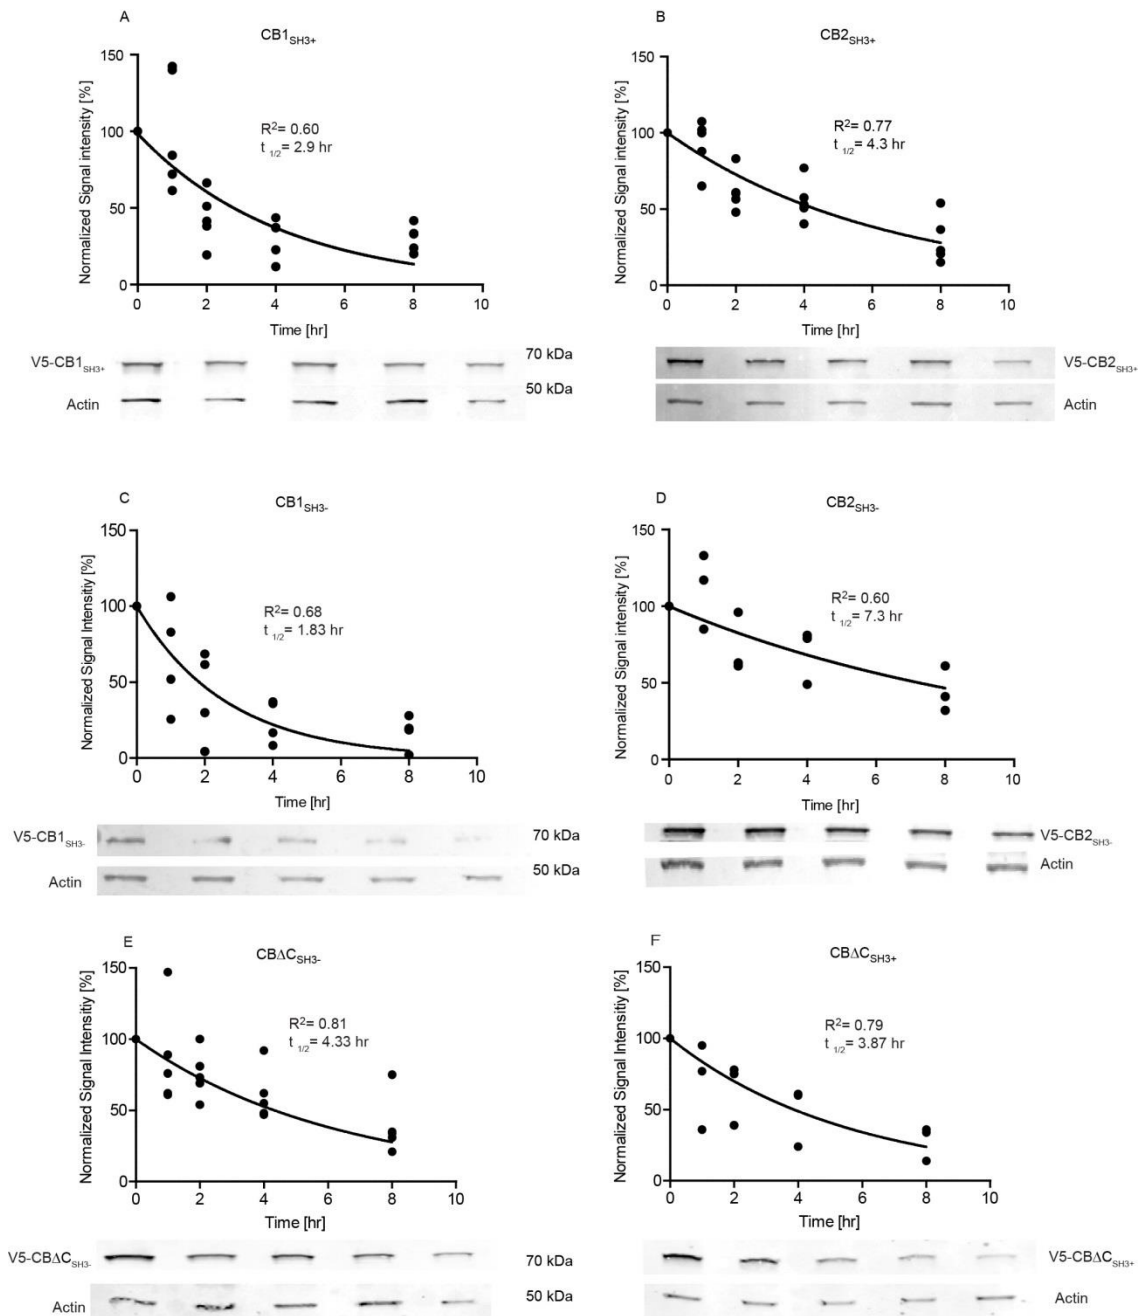 A
CB1SH3+
Normalized Signal intensity [%]
150
100
50
0
R2= 0.60
t 1/2= 2.9 hr
0 2 4 6 8 10
Time [hr]
V5-CB1SH3+
70 kDa
50 kDa
Actin
B
CB2SH3+
Normalized Signal intensity [%]
150
100
50
0
R2= 0.77
t 1/2= 4.3 hr
0 2 4 6 8 10
Time [hr]
V5-CB2SH3+
Actin
C
CB1SH3-
Normalized Signal Intensitiy [%]
150
100
50
0
R2= 0.68
t 1/2= 1.83 hr
0 2 4 6 8 10
Time [hr]
V5-CB1SH3-
70 kDa
50 kDa
Actin
D
CB2SH3-
Normalized Signal intensity [%]
150
100
50
0
R2= 0.60
t 1/2= 7.3 hr
0 2 4 6 8 10
Time [hr]
V5-CB2SH3-
Actin
E
CBΔCSH3-
Normalized Signal Intensity [%]
150
100
50
0
R2= 0.81
t 1/2= 4.33 hr
0 2 4 6 8 10
Time [hr]
V5-CBΔCSH3-
70 kDa
50 kDa
Actin
F
CBΔCSH3+
Normalized Signal Intensitiy [%]
150
100
50
0
R2= 0.79
t 1/2= 3.87 hr
0 2 4 6 8 10
Time [hr]
V5-CBΔCSH3+
Actin